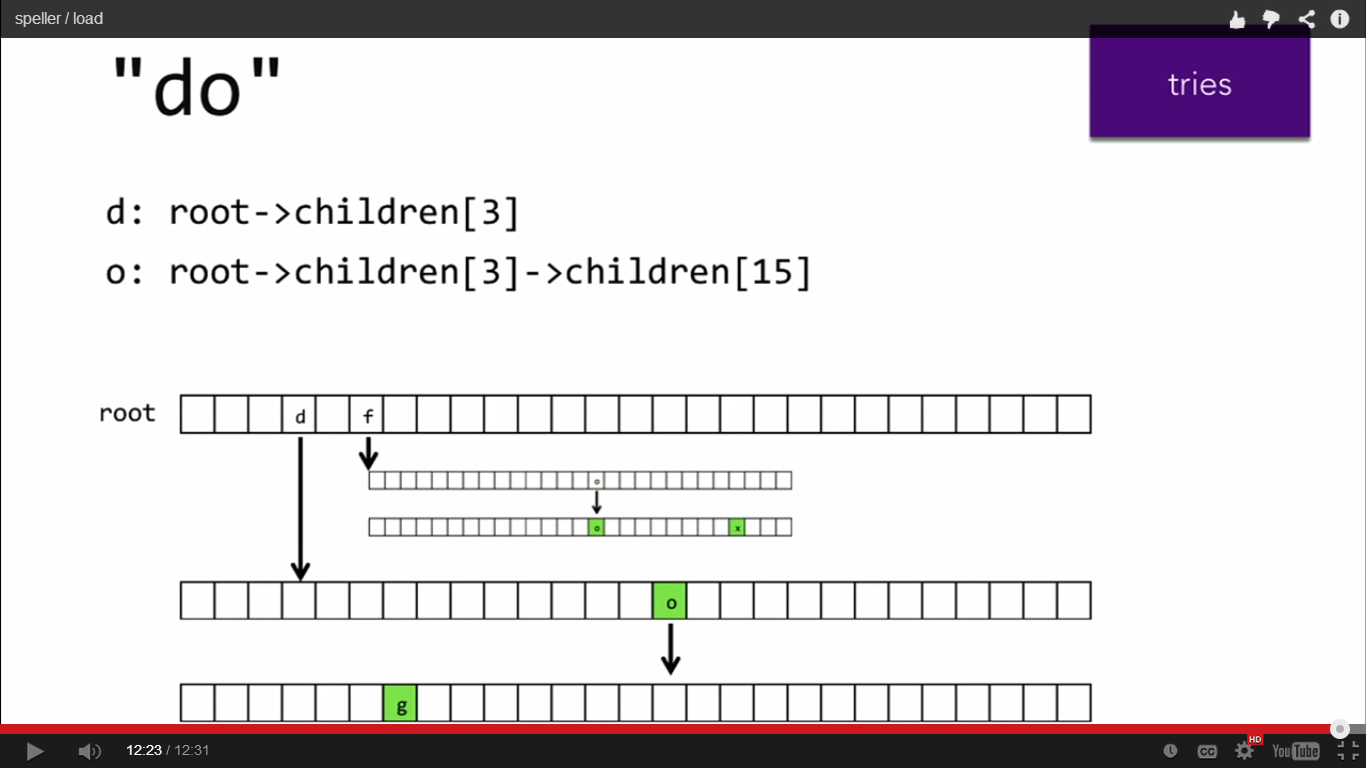 speller / load
"do"
tries
d: root->children[3]
o: root->children[3]->children[15]
root
d
f
o
o
x
o
g
12:23 / 12:31
CC
HD
YouTube